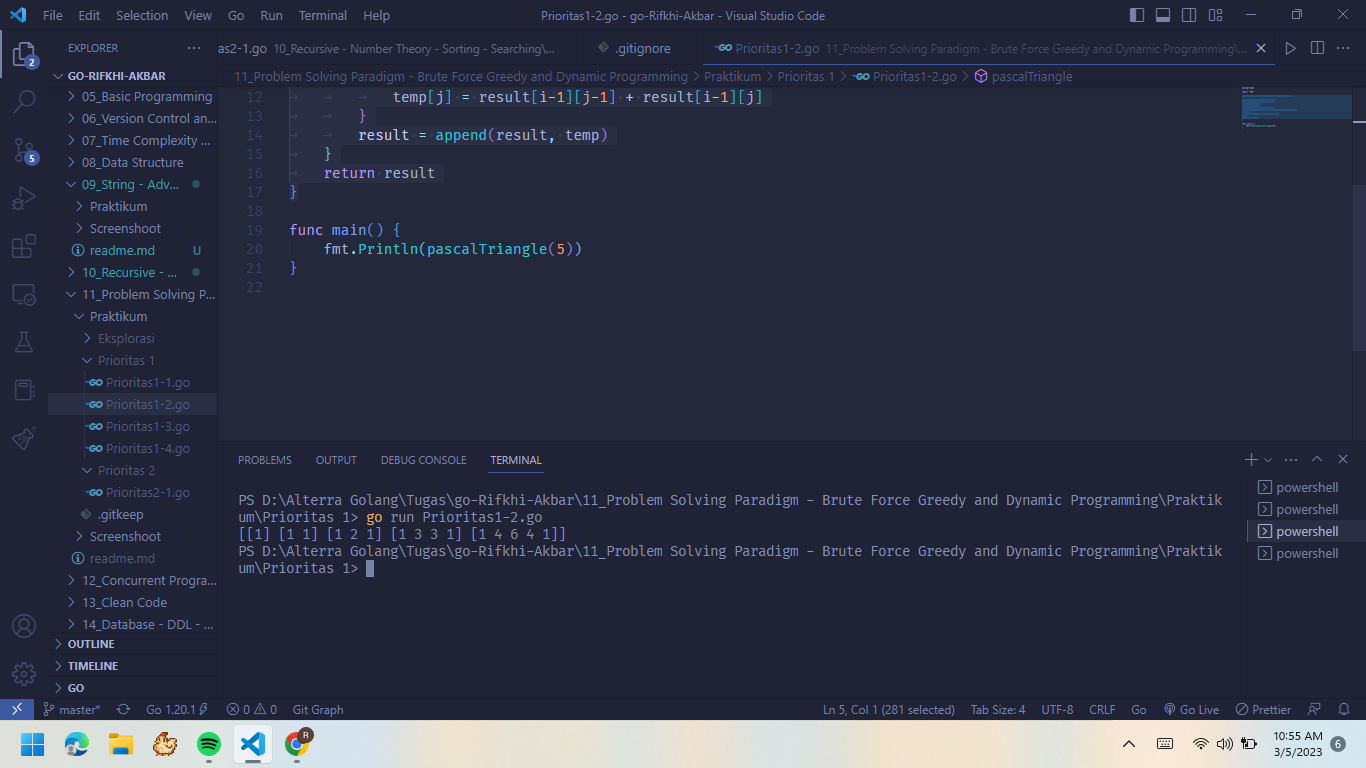 File Edit Selection View Go Run Terminal Help
Prioritas1-2.go - go-Rifkhi-Akbar - Visual Studio Code
EXPLORER
GO-RIFKHI-AKBAR
05_Basic Programming
06_Version Control an...
07_Time Complexity ...
08_Data Structure
09_String - Adv...
Praktikum
Screenshoot
readme.md U
10_Recursive - ...
11_Problem Solving P...
Praktikum
Eksplorasi
Prioritas 1
Prioritas1-1.go
Prioritas1-2.go
Prioritas1-3.go
Prioritas1-4.go
Prioritas 2
Prioritas2-1.go
.gitkeep
Screenshoot
readme.md
12_Concurrent Progra...
13_Clean Code
14_Database - DDL - ...
OUTLINE
TIMELINE
GO
2
5
as2-1.go 10_Recursive - Number Theory - Sorting - Searching\...
.gitignore
GO Prioritas1-2.go 11_Problem Solving Paradigm - Brute Force Greedy and Dynamic Programming\...
11_Problem Solving Paradigm - Brute Force Greedy and Dynamic Programming > Praktikum > Prioritas 1 > GO Prioritas1-2.go > pascalTriangle
12 temp[j] = result[i-1][j-1] + result[i-1][j]
13 }
14 result = append(result, temp)
15 }
16 return result
17 }
18
19 func main() {
20 fmt.Println(pascalTriangle(5))
21 }
22
PROBLEMS OUTPUT DEBUG CONSOLE TERMINAL
PS D:\Alterra Golang\Tugas\go-Rifkhi-Akbar\11_Problem Solving Paradigm - Brute Force Greedy and Dynamic Programming\Praktik
um\Prioritas 1> go run Prioritas1-2.go
[[1] [1 1] [1 2 1] [1 3 3 1] [1 4 6 4 1]]
PS D:\Alterra Golang\Tugas\go-Rifkhi-Akbar\11_Problem Solving Paradigm - Brute Force Greedy and Dynamic Programming\Praktik
um\Prioritas 1>
powershell
powershell
powershell
powershell
master* Go 1.20.1 0 0 Git Graph
Ln 5, Col 1 (281 selected) Tab Size: 4 UTF-8 CRLF Go Go Live Prettier
R
10:55 AM
3/5/2023
6